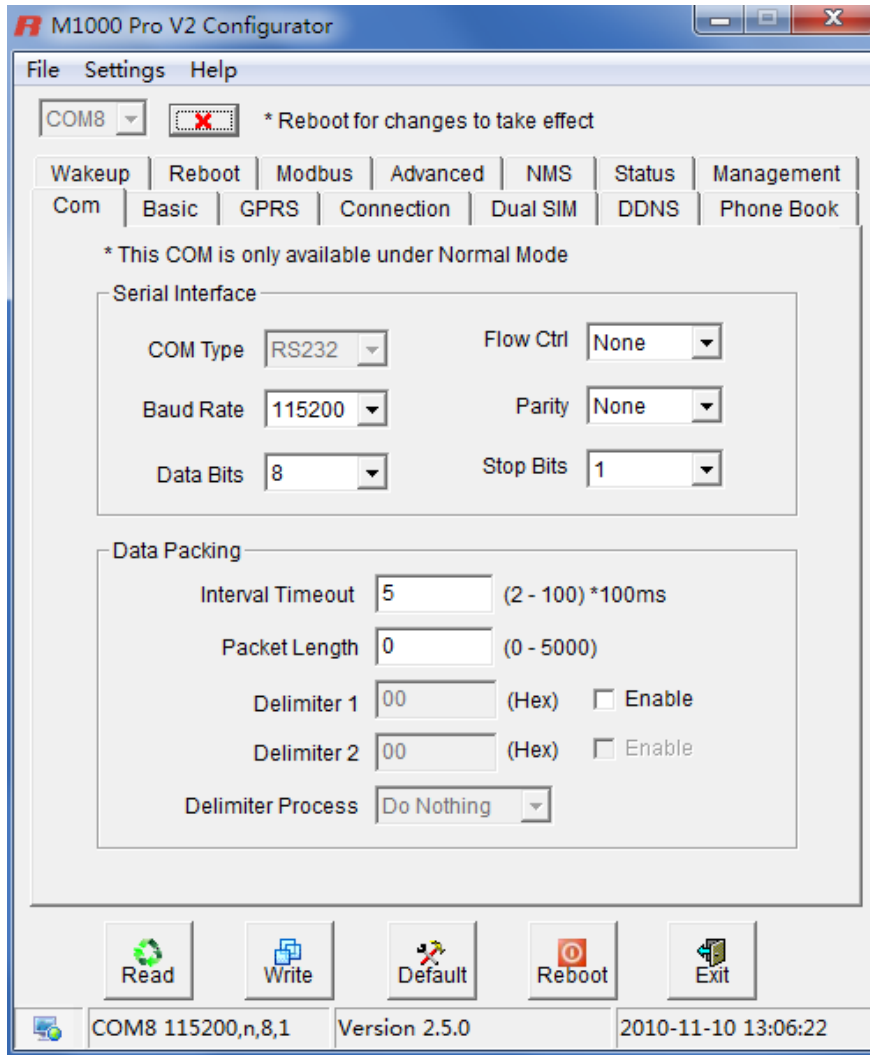 M1000 Pro V2 Configurator
File Settings Help
COM8 * Reboot for changes to take effect
Wakeup Reboot Modbus Advanced NMS Status Management
Com Basic GPRS Connection Dual SIM DDNS Phone Book
* This COM is only available under Normal Mode
Serial Interface
COM Type RS232 Flow Ctrl None
Baud Rate 115200 Parity None
Data Bits 8 Stop Bits 1
Data Packing
Interval Timeout 5 (2 - 100) *100ms
Packet Length 0 (0 - 5000)
Delimiter 1 00 (Hex) Enable
Delimiter 2 00 (Hex) Enable
Delimiter Process Do Nothing
Read Write Default Reboot Exit
COM8 115200,n,8,1 Version 2.5.0 2010-11-10 13:06:22